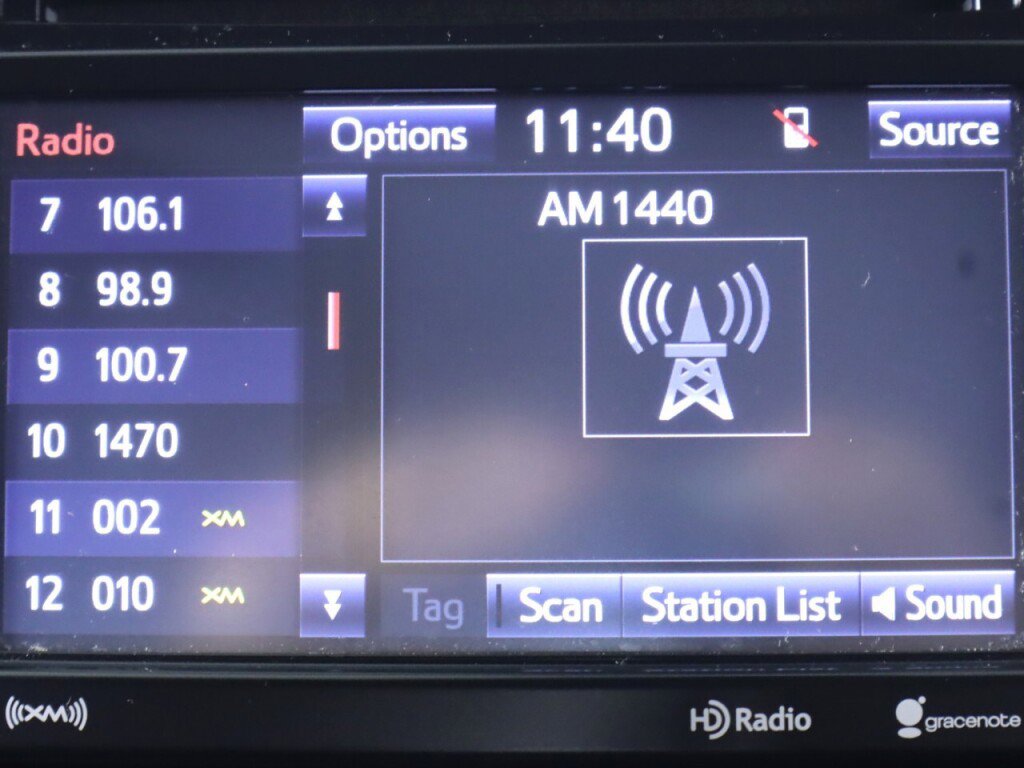 Radio
Options
11:40
Source
7 106.1
8 98.9
9 100.7
10 1470
11 002 XM
12 010 XM
AM 1440
Tag
Scan
Station List
Sound
((XM))
HD Radio
gracenote